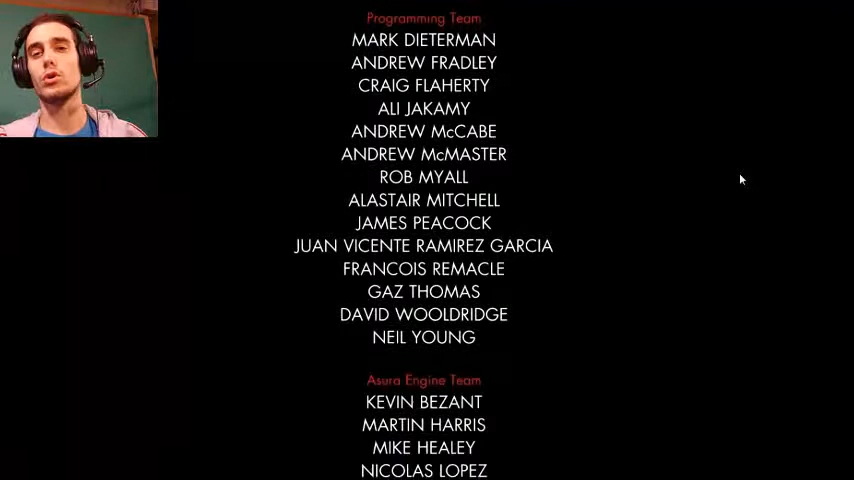 Programming Team
MARK DIETERMAN
ANDREW FRADLEY
CRAIG FLAHERTY
ALI JAKAMY
ANDREW McCABE
ANDREW McMASTER
ROB MYALL
ALASTAIR MITCHELL
JAMES PEACOCK
JUAN VICENTE RAMIREZ GARCIA
FRANCOIS REMACLE
GAZ THOMAS
DAVID WOOLDRIDGE
NEIL YOUNG
Asura Engine Team
KEVIN BEZANT
MARTIN HARRIS
MIKE HEALEY
NICOLAS LOPEZ